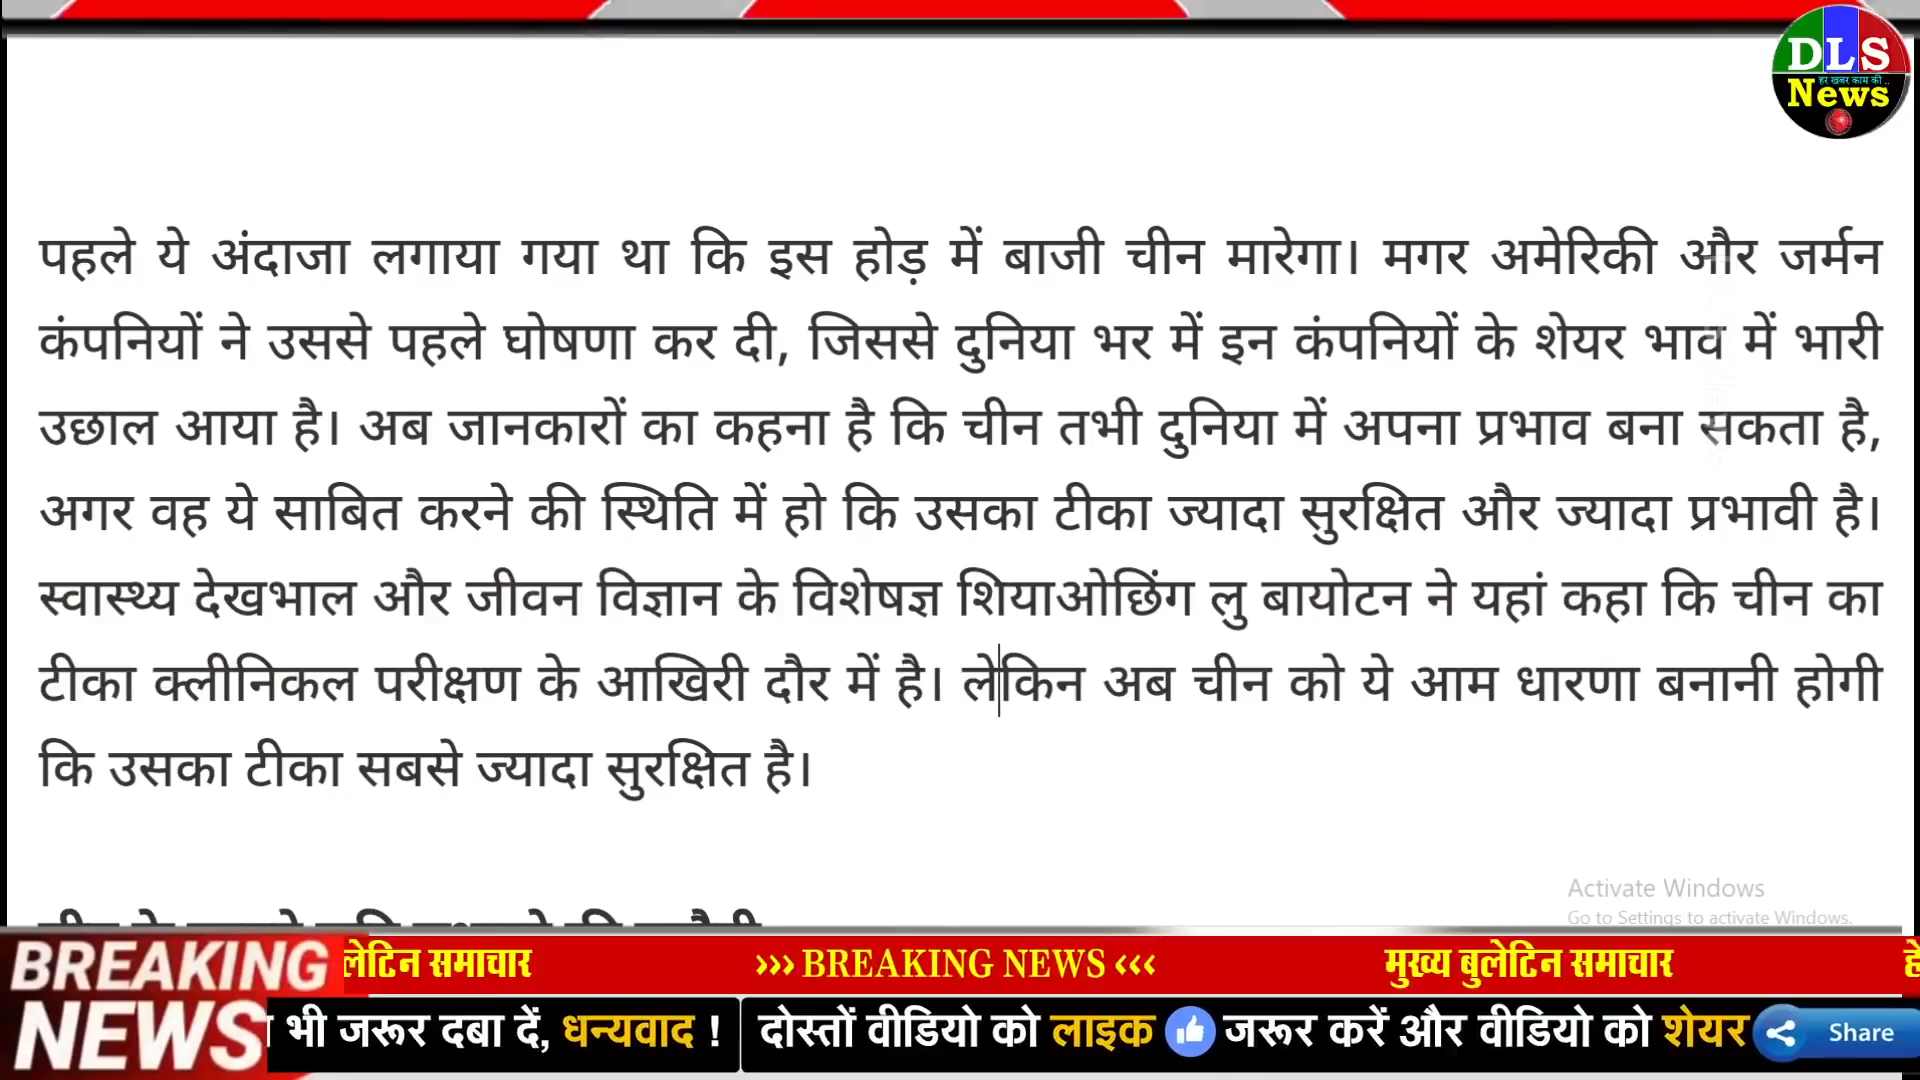 DLS
हर खबर काम की..
News
पहले ये अंदाजा लगाया गया था कि इस होड़ में बाजी चीन मारेगा। मगर अमेरिकी और जर्मन
कंपनियों ने उससे पहले घोषणा कर दी, जिससे दुनिया भर में इन कंपनियों के शेयर भाव में भारी
उछाल आया है। अब जानकारों का कहना है कि चीन तभी दुनिया में अपना प्रभाव बना सकता है,
अगर वह ये साबित करने की स्थिति में हो कि उसका टीका ज्यादा सुरक्षित और ज्यादा प्रभावी है।
स्वास्थ्य देखभाल और जीवन विज्ञान के विशेषज्ञ शियाओछिंग लु बायोटन ने यहां कहा कि चीन का
टीका क्लीनिकल परीक्षण के आखिरी दौर में है। लेकिन अब चीन को ये आम धारणा बनानी होगी
कि उसका टीका सबसे ज्यादा सुरक्षित है।
Activate Windows
Go to Settings to activate Windows.
BREAKING
NEWS
लेटिन समाचार >>> BREAKING NEWS <<< मुख्य बुलेटिन समाचार
भी जरूर दबा दें, धन्यवाद ! दोस्तों वीडियो को लाइक जरूर करें और वीडियो को शेयर Share